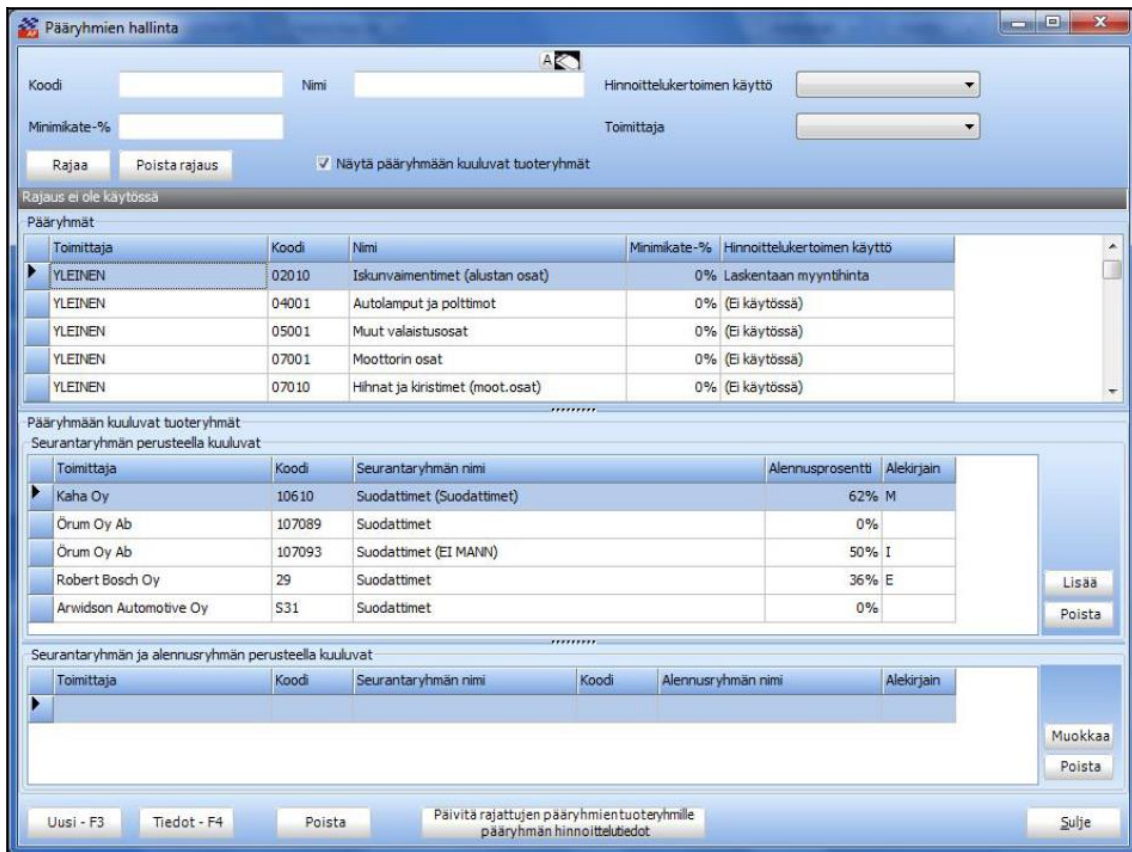 Pääryhmien hallinta
A
Koodi Nimi Hinnoittelukertoimen käyttö
Minimikate-% Toimittaja
Rajaa Poista rajaus Näytä pääryhmään kuuluvat tuoteryhmät
Rajaus ei ole käytössä
Pääryhmät
Toimittaja Koodi Nimi Minimikate-% Hinnoittelukertoimen käyttö
YLEINEN 02010 Iskunvaimentimet (alustan osat) 0% Laskentaan myyntihinta
YLEINEN 04001 Autolamput ja polttimot 0% (Ei käytössä)
YLEINEN 05001 Muut valaistusosat 0% (Ei käytössä)
YLEINEN 07001 Moottorin osat 0% (Ei käytössä)
YLEINEN 07010 Hihnat ja kiristimet (moot.osat) 0% (Ei käytössä)
Pääryhmään kuuluvat tuoteryhmät
Seurantaryhmän perusteella kuuluvat
Toimittaja Koodi Seurantaryhmän nimi Alennusprosentti Alekirjain
Kaha Oy 10610 Suodattimet (Suodattimet) 62% M
Örum Oy Ab 107089 Suodattimet 0%
Örum Oy Ab 107093 Suodattimet (EI MANN) 50% I
Robert Bosch Oy 29 Suodattimet 36% E
Lisää
Arwidson Automotive Oy S31 Suodattimet 0%
Poista
Seurantaryhmän ja alennusryhmän perusteella kuuluvat
Toimittaja Koodi Seurantaryhmän nimi Koodi Alennusryhmän nimi Alekirjain
Muokkaa
Poista
Uusi - F3 Tiedot - F4 Poista Päivitä rajattujen pääryhmien tuoteryhmille
pääryhmän hinnoittelutiedot
Sulje